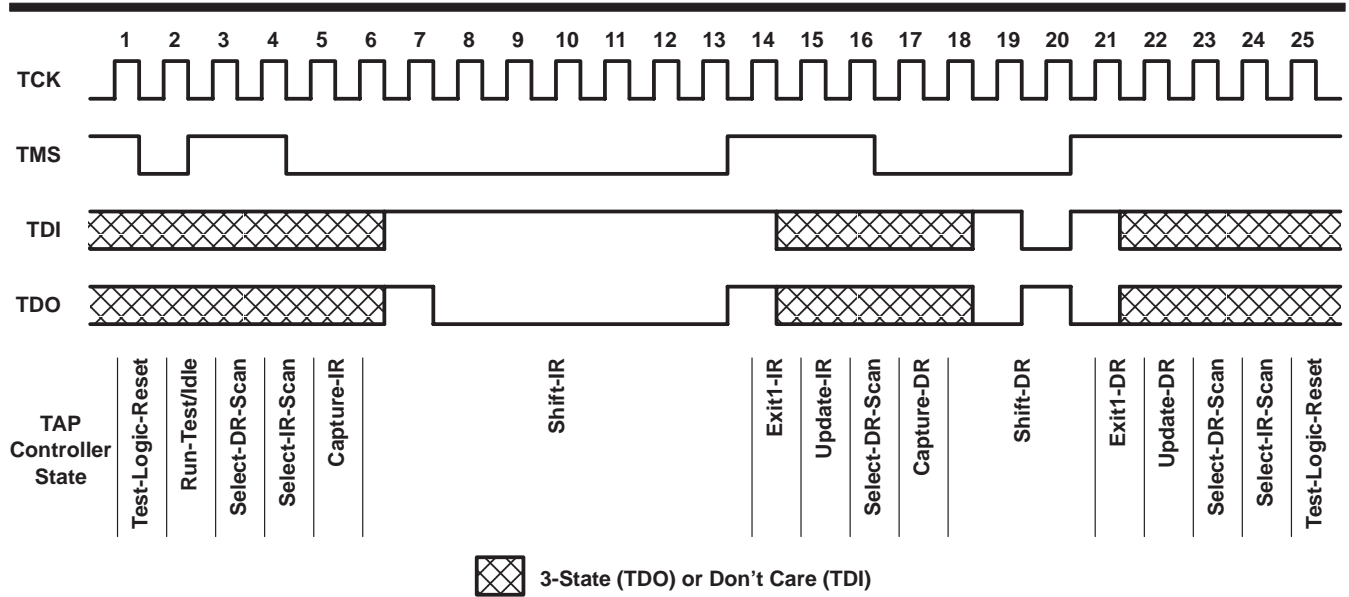 1 2 3 4 5 6 7 8 9 10 11 12 13 14 15 16 17 18 19 20 21 22 23 24 25
TCK
TMS
TDI
TDO
TAP
Controller
State
Test-Logic-Reset
Run-Test/Idle
Select-DR-Scan
Select-IR-Scan
Capture-IR
Shift-IR
Exit1-IR
Update-IR
Select-DR-Scan
Capture-DR
Shift-DR
Exit1-DR
Update-DR
Select-DR-Scan
Select-IR-Scan
Test-Logic-Reset
3-State (TDO) or Don't Care (TDI)